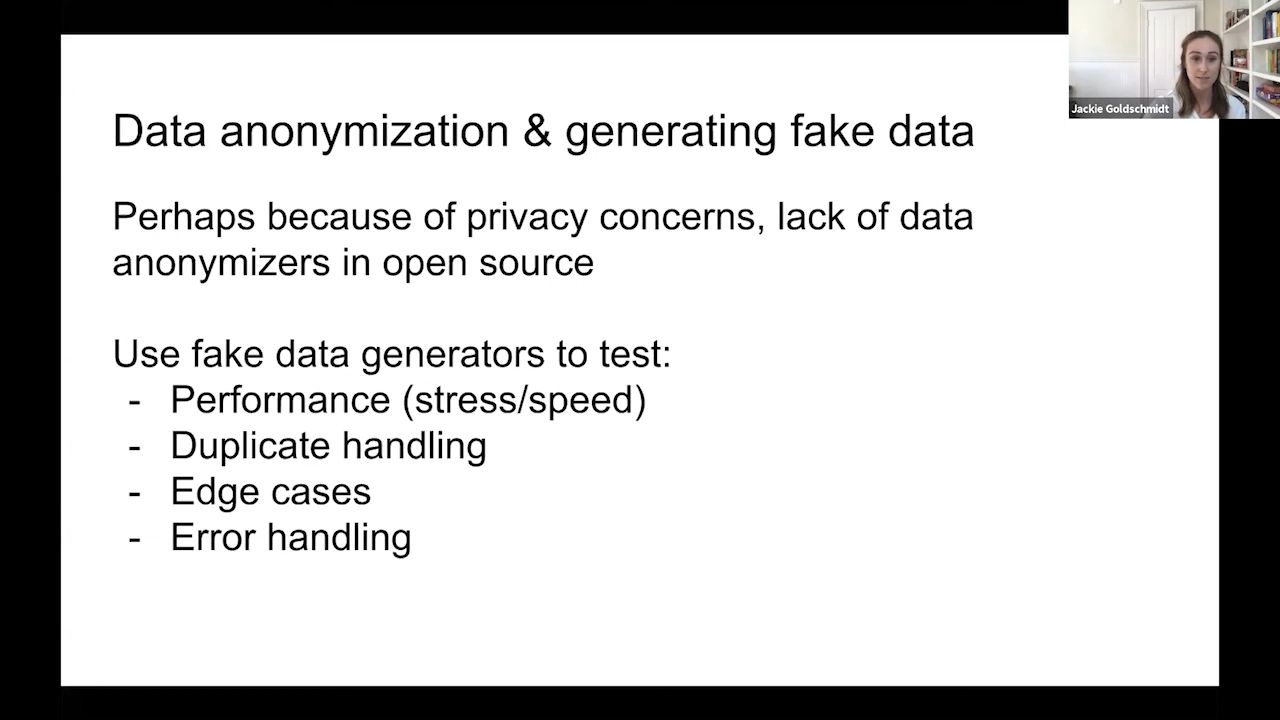 Data anonymization & generating fake data
Perhaps because of privacy concerns, lack of data
anonymizers in open source
Use fake data generators to test:
- Performance (stress/speed)
- Duplicate handling
- Edge cases
- Error handling
Jackie Goldschmidt